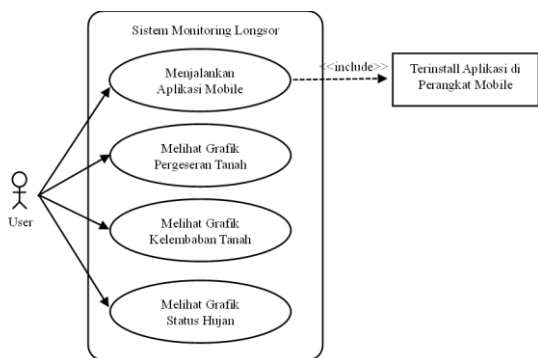 Sistem Monitoring Longsor
Menjalankan
Aplikasi Mobile
<<include>>
Terinstall Aplikasi di
Perangkat Mobile
Melihat Grafik
Pergeseran Tanah
User
Melihat Grafik
Kelembaban Tanah
Melihat Grafik
Status Hujan